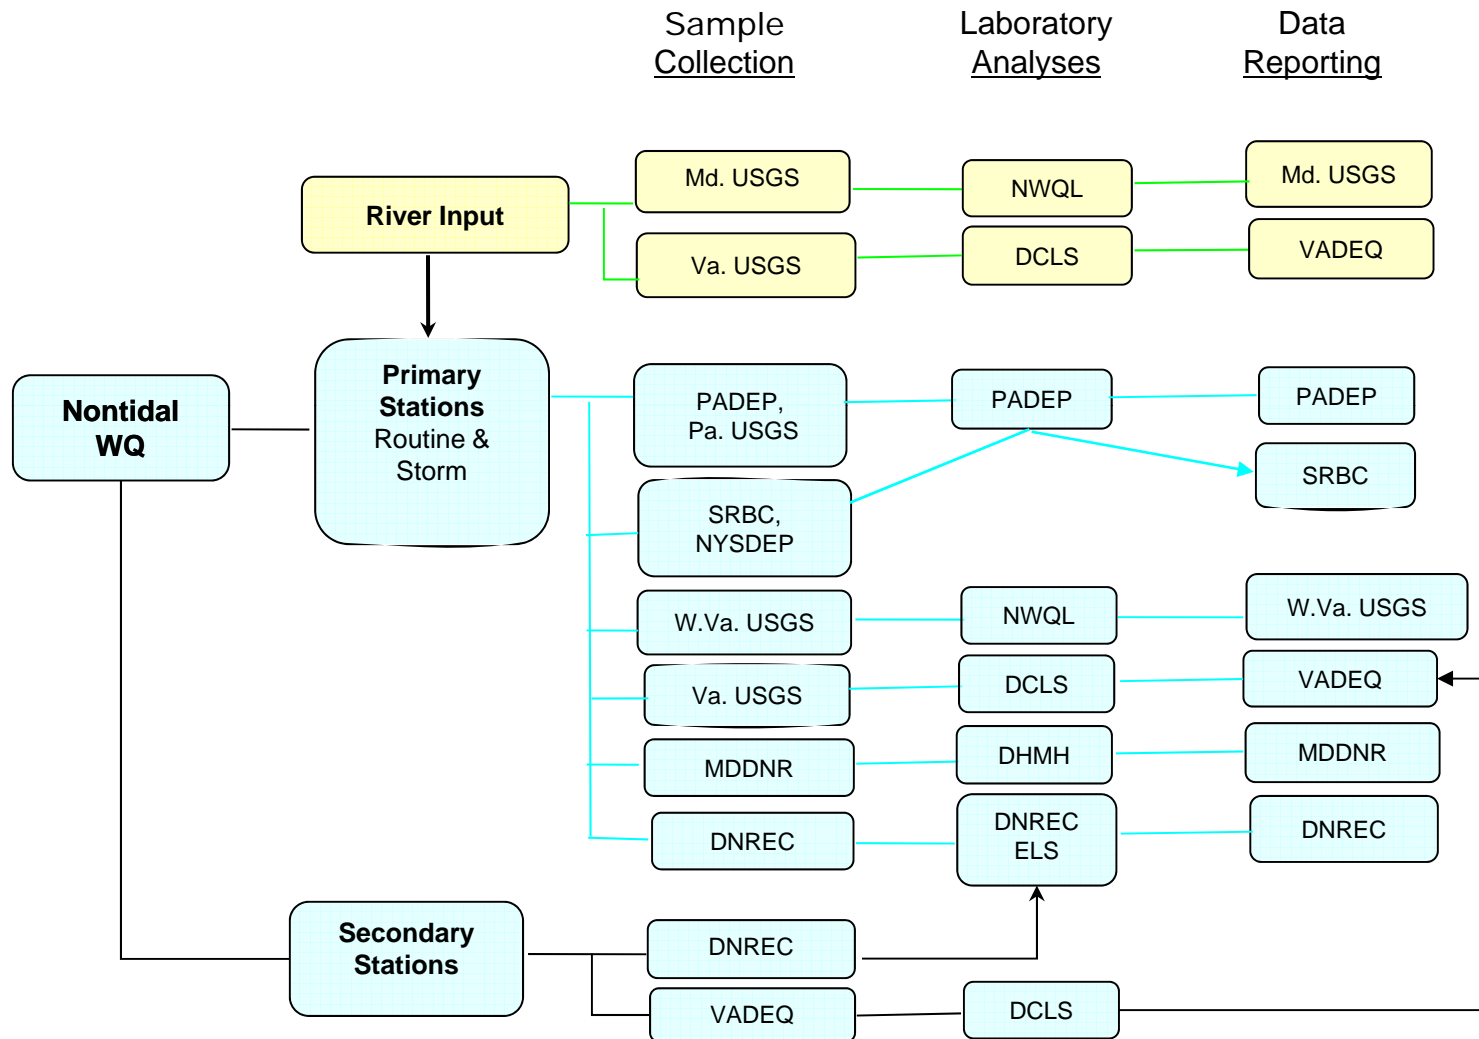 Sample
Collection
Laboratory
Analyses
Data
Reporting
River Input
Md. USGS
NWQL
Md. USGS
Va. USGS
DCLS
VADEQ
Nontidal
WQ
Primary
Stations
Routine &
Storm
PADEP,
Pa. USGS
PADEP
PADEP
SRBC,
NYSDEP
SRBC
W.Va. USGS
NWQL
W.Va. USGS
Va. USGS
DCLS
VADEQ
MDDNR
DHMH
MDDNR
DNREC
DNREC
ELS
DNREC
Secondary
Stations
DNREC
VADEQ
DCLS